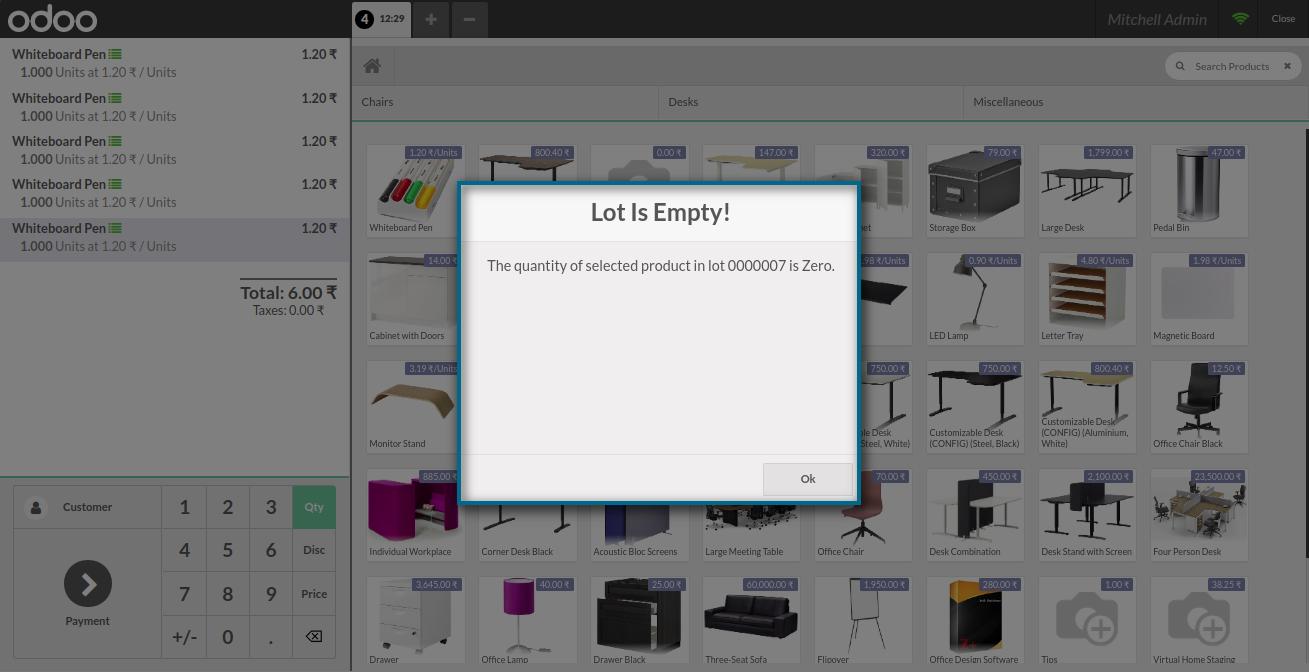 odoo
4 12:29
+
−
Mitchell Admin
Close
Whiteboard Pen 1.20 ₹
1.000 Units at 1.20 ₹ / Units
Whiteboard Pen 1.20 ₹
1.000 Units at 1.20 ₹ / Units
Whiteboard Pen 1.20 ₹
1.000 Units at 1.20 ₹ / Units
Whiteboard Pen 1.20 ₹
1.000 Units at 1.20 ₹ / Units
Whiteboard Pen 1.20 ₹
1.000 Units at 1.20 ₹ / Units
Total: 6.00 ₹
Taxes: 0.00 ₹
Customer
Payment
1 2 3 Qty
4 5 6 Disc
7 8 9 Price
+/- 0 .
Search Products
Chairs Desks Miscellaneous
1.20 ₹/Units 800.40 ₹ 0.00 ₹ 147.00 ₹ 320.00 ₹ 79.00 ₹ 1,799.00 ₹ 47.00 ₹
Whiteboard Pen Storage Box Large Desk Pedal Bin
14.00 ₹ .98 ₹/Units 0.90 ₹/Units 4.80 ₹/Units 1.98 ₹/Units
Cabinet with Doors LED Lamp Letter Tray Magnetic Board
3.19 ₹/Units 750.00 ₹ 750.00 ₹ 800.40 ₹ 12.50 ₹
Monitor Stand
Desk
Steel, White)
Customizable Desk
(CONFIG) (Steel, Black)
Customizable Desk
(CONFIG) (Aluminium,
White)
Office Chair Black
885.00 ₹ 70.00 ₹ 450.00 ₹ 2,100.00 ₹ 23,500.00 ₹
Individual Workplace Corner Desk Black Acoustic Bloc Screens Large Meeting Table Office Chair Desk Combination Desk Stand with Screen Four Person Desk
3,645.00 ₹ 40.00 ₹ 25.00 ₹ 60,000.00 ₹ 1,950.00 ₹ 280.00 ₹ 1.00 ₹ 38.25 ₹
Drawer Office Lamp Drawer Black Three-Seat Sofa Flipover Office Design Software Tips Virtual Home Staging
Lot Is Empty!
The quantity of selected product in lot 0000007 is Zero.
Ok